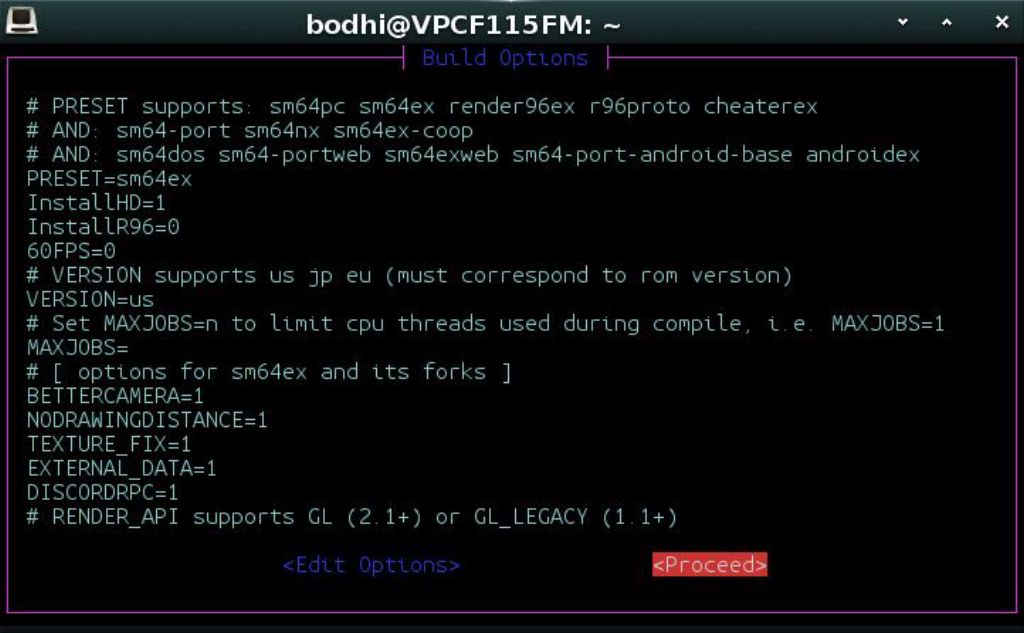 bodhi@VPCF115FM: ~
Build Options
# PRESET supports: sm64pc sm64ex render96ex r96proto cheaterex
# AND: sm64-port sm64nx sm64ex-coop
# AND: sm64dos sm64-portweb sm64exweb sm64-port-android-base androidex
PRESET=sm64ex
InstallHD=1
InstallR96=0
60FPS=0
# VERSION supports us jp eu (must correspond to rom version)
VERSION=us
# Set MAXJOBS=n to limit cpu threads used during compile, i.e. MAXJOBS=1
MAXJOBS=
# [ options for sm64ex and its forks ]
BETTERCAMERA=1
NODRAWINGDISTANCE=1
TEXTURE_FIX=1
EXTERNAL_DATA=1
DISCORDRPC=1
# RENDER_API supports GL (2.1+) or GL_LEGACY (1.1+)
<Edit Options> <Proceed>